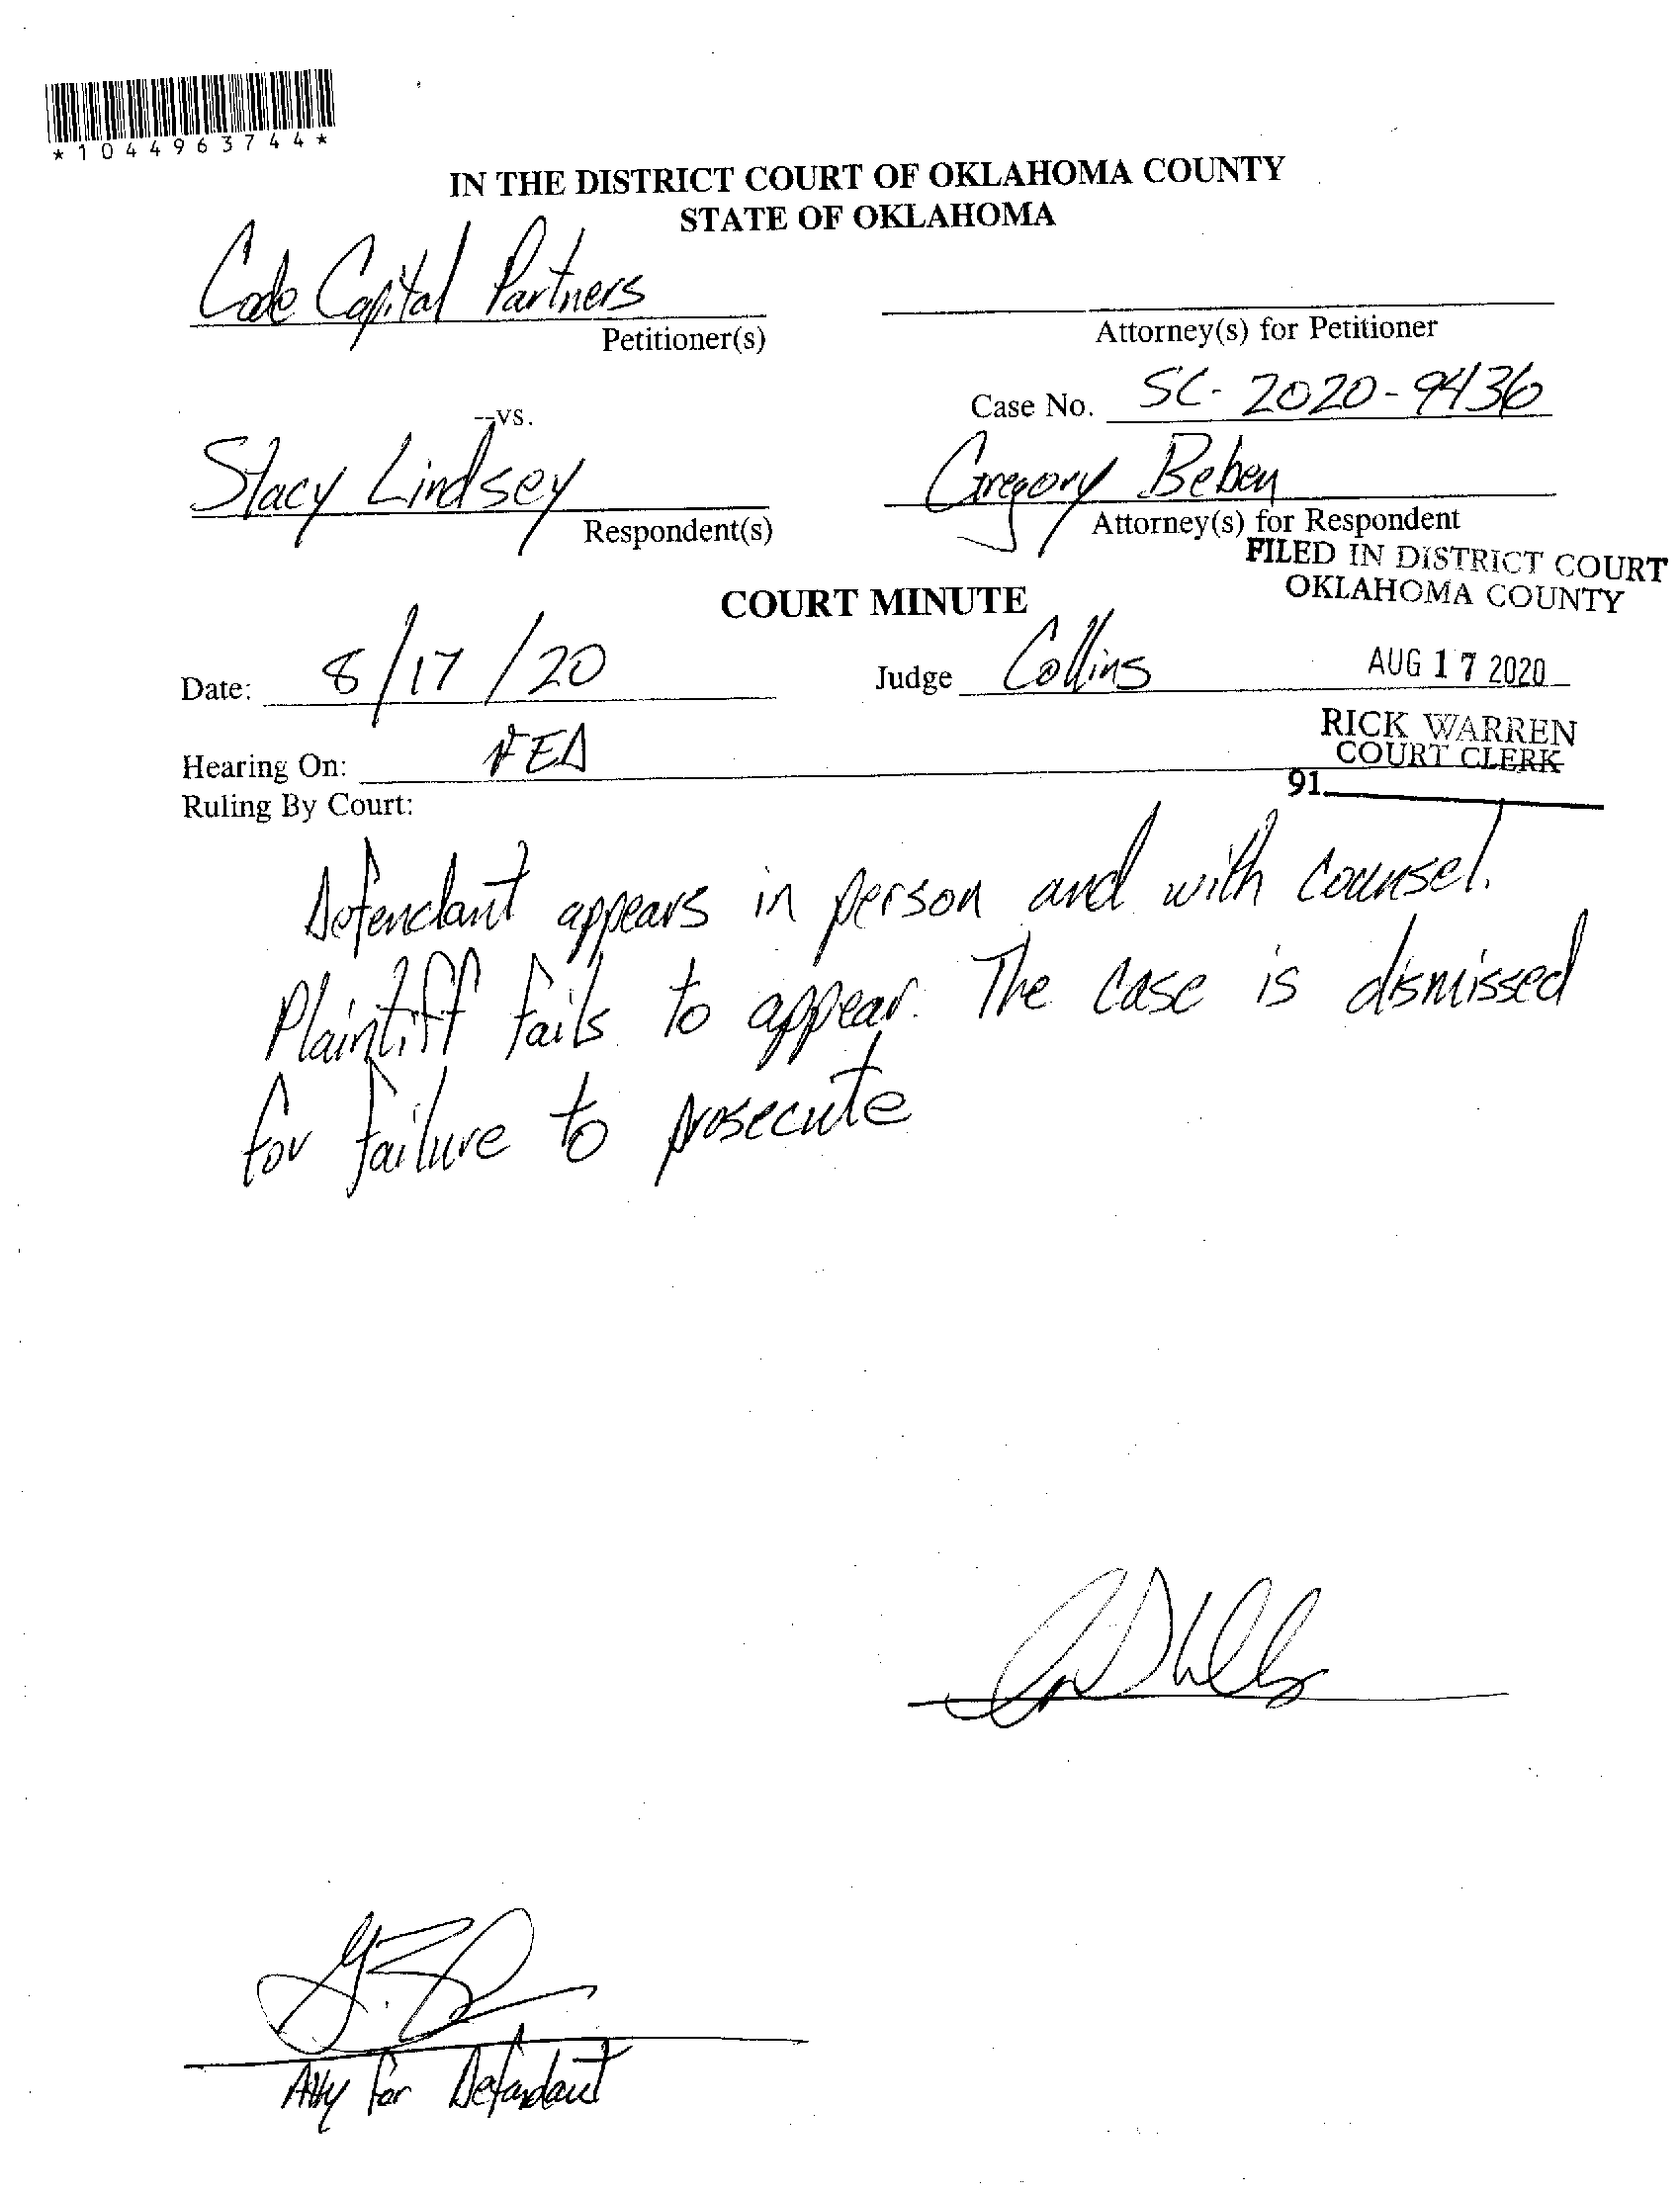 *1044963744*
IN THE DISTRICT COURT OF OKLAHOMA COUNTY
STATE OF OKLAHOMA
Code Capital Partners
Petitioner(s)
Attorney(s) for Petitioner
--vs.
Case No. SC-2020-9436
Stacy Lindsey
Respondent(s)
Gregory Beben
Attorney(s) for Respondent
FILED IN DISTRICT COURT
OKLAHOMA COUNTY
COURT MINUTE
Date: 8/17/20
Judge Collins
AUG 17 2020
RICK WARREN
COURT CLERK
Hearing On: FED
91
Ruling By Court:
Defendant appears in person and with counsel.
Plaintiff fails to appear. The case is dismissed
for failure to prosecute
Atty for Defendant